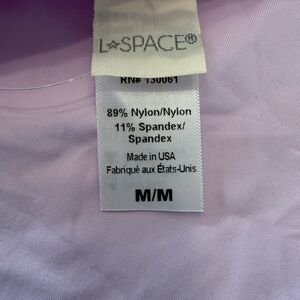 L☆SPACE®
RN# 130061
89% Nylon/Nylon
11% Spandex/
Spandex
Made in USA
Fabriqué aux États-Unis
M/M